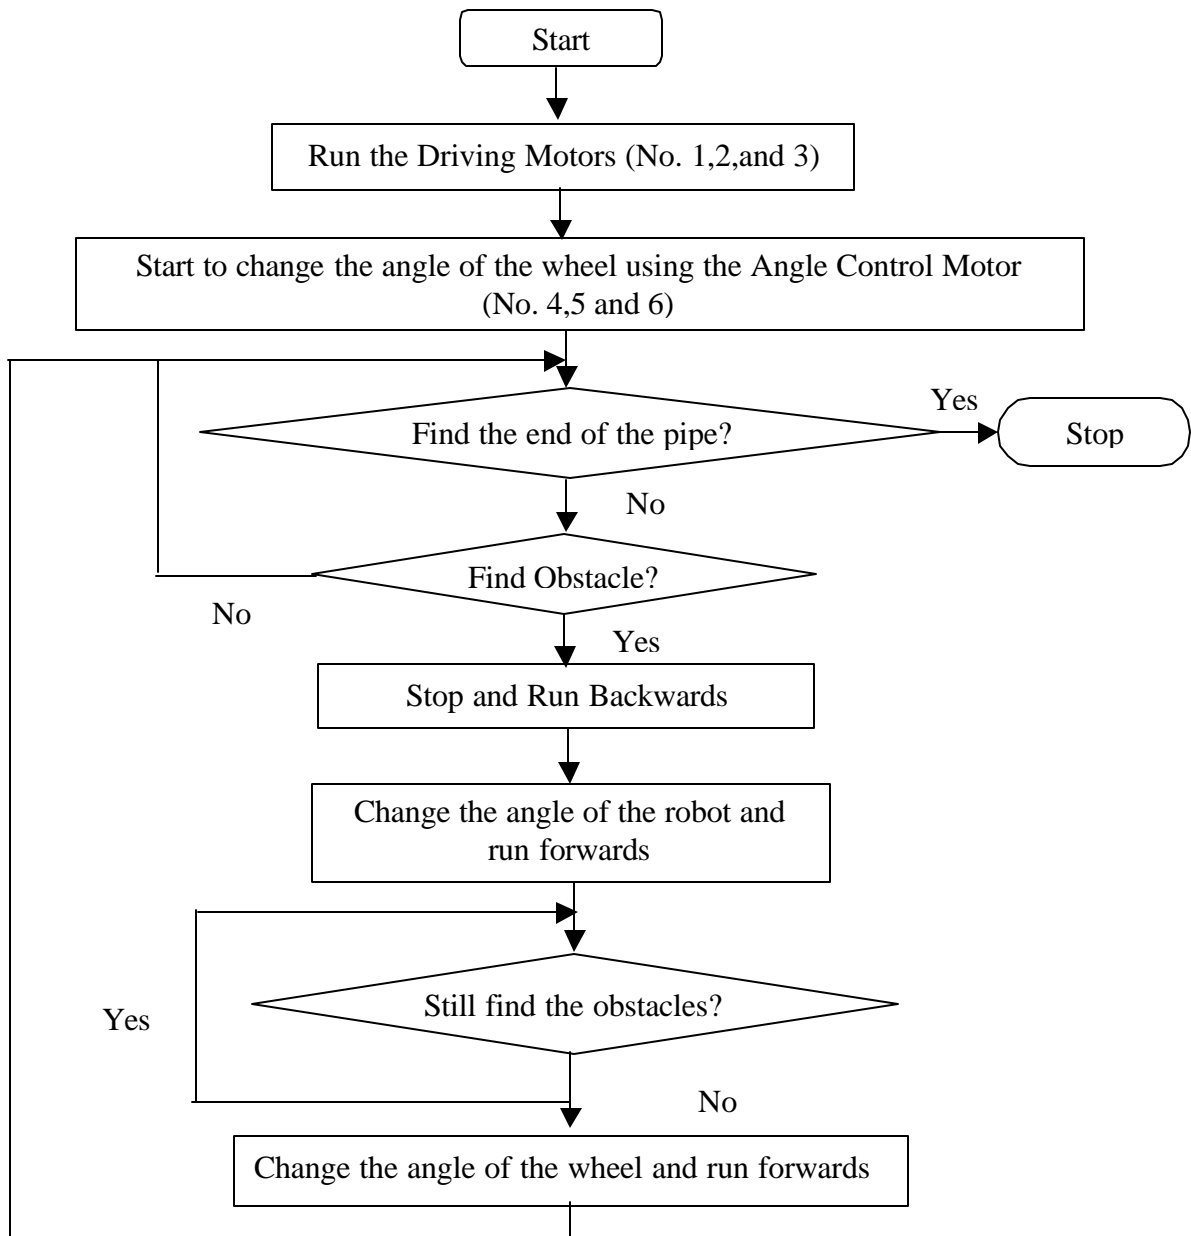 Start
Run the Driving Motors (No. 1,2,and 3)
Start to change the angle of the wheel using the Angle Control Motor
(No. 4,5 and 6)
Yes
Find the end of the pipe?
Stop
No
Find Obstacle?
No
Yes
Stop and Run Backwards
Change the angle of the robot and
run forwards
Still find the obstacles?
Yes
No
Change the angle of the wheel and run forwards